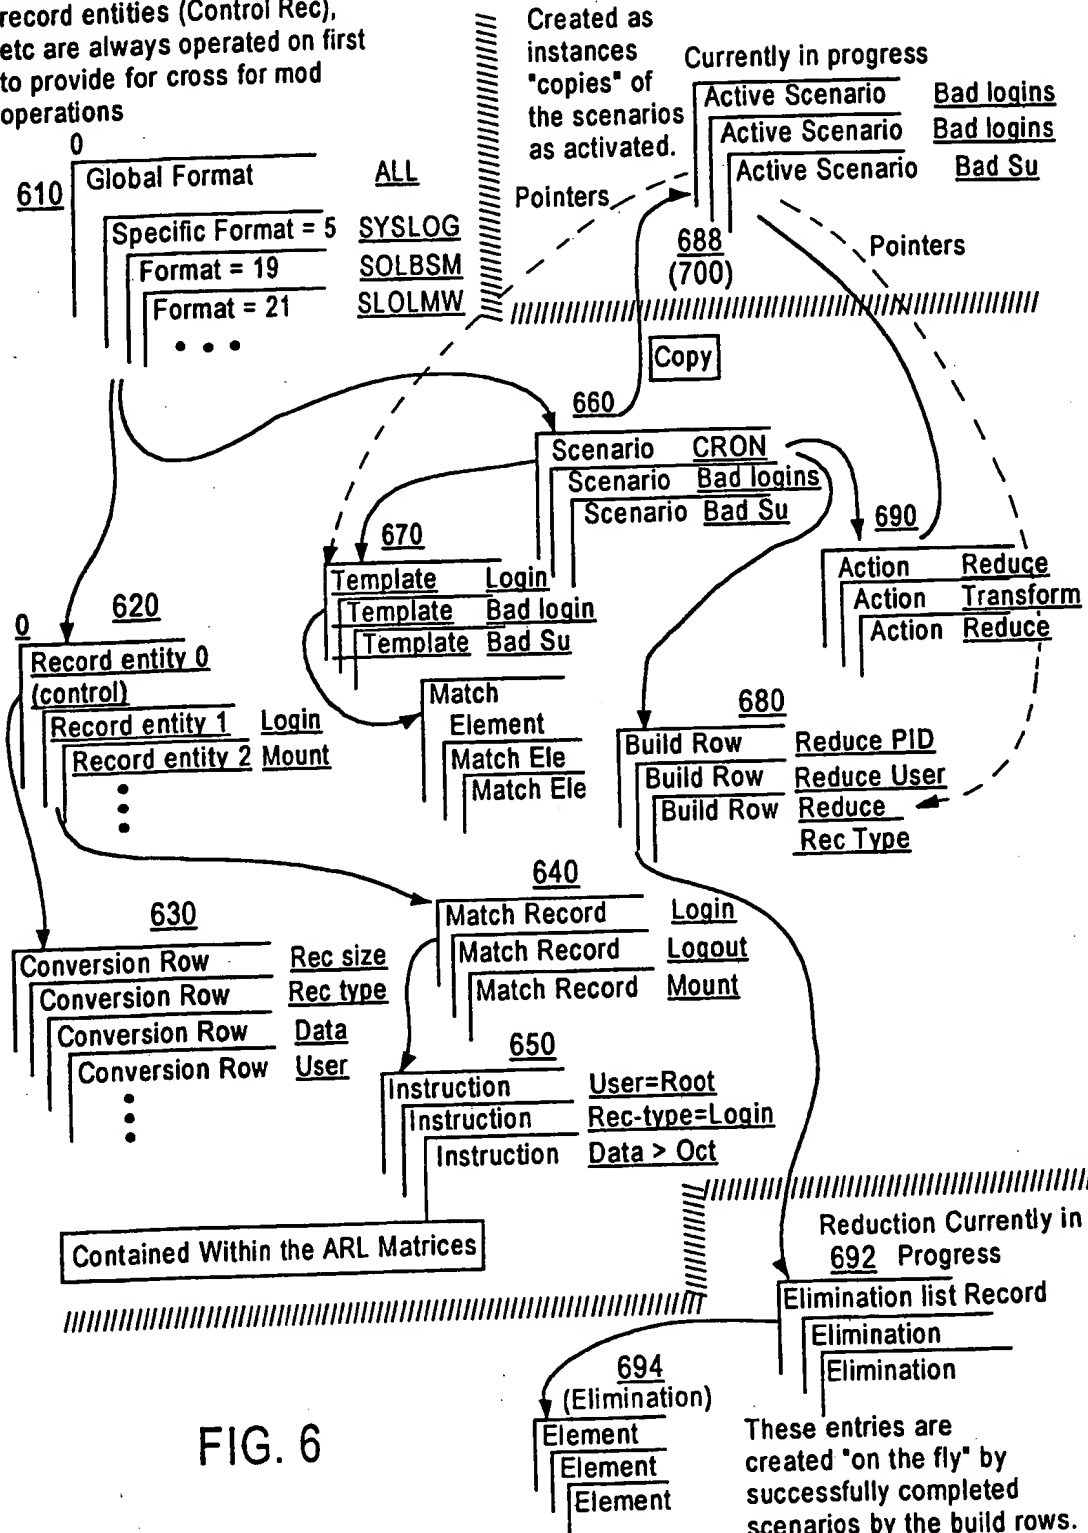 record entities (Control Rec),
etc are always operated on first
to provide for cross for mod
operations
Created as
instances
"copies" of
the scenarios
as activated.
Currently in progress
Active Scenario Bad logins
Active Scenario Bad logins
Active Scenario Bad Su
Pointers
688
(700)
Pointers
0
610
Global Format ALL
Specific Format = 5 SYSLOG
Format = 19 SOLBSM
Format = 21 SLOLMW
Copy
660
Scenario CRON
Scenario Bad logins
Scenario Bad Su
670
Template Login
Template Bad login
Template Bad Su
690
Action Reduce
Action Transform
Action Reduce
620
0
Record entity 0
(control)
Record entity 1 Login
Record entity 2 Mount
Match
Element
Match Ele
Match Ele
680
Build Row Reduce PID
Build Row Reduce User
Build Row Reduce
Rec Type
640
Match Record Login
Match Record Logout
Match Record Mount
630
Conversion Row Rec size
Conversion Row Rec type
Conversion Row Data
Conversion Row User
650
Instruction User=Root
Instruction Rec-type=Login
Instruction Data > Oct
Contained Within the ARL Matrices
Reduction Currently in
692 Progress
Elimination list Record
Elimination
Elimination
694
(Elimination)
Element
Element
Element
These entries are
created "on the fly" by
successfully completed
scenarios by the build rows.
FIG. 6